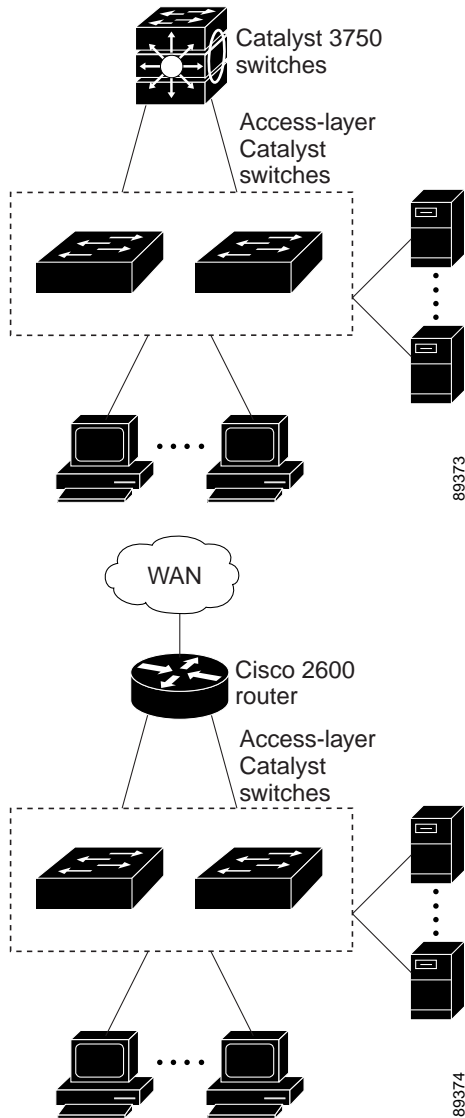 Catalyst 3750
switches
Access-layer
Catalyst
switches
89373
WAN
Cisco 2600
router
Access-layer
Catalyst
switches
89374